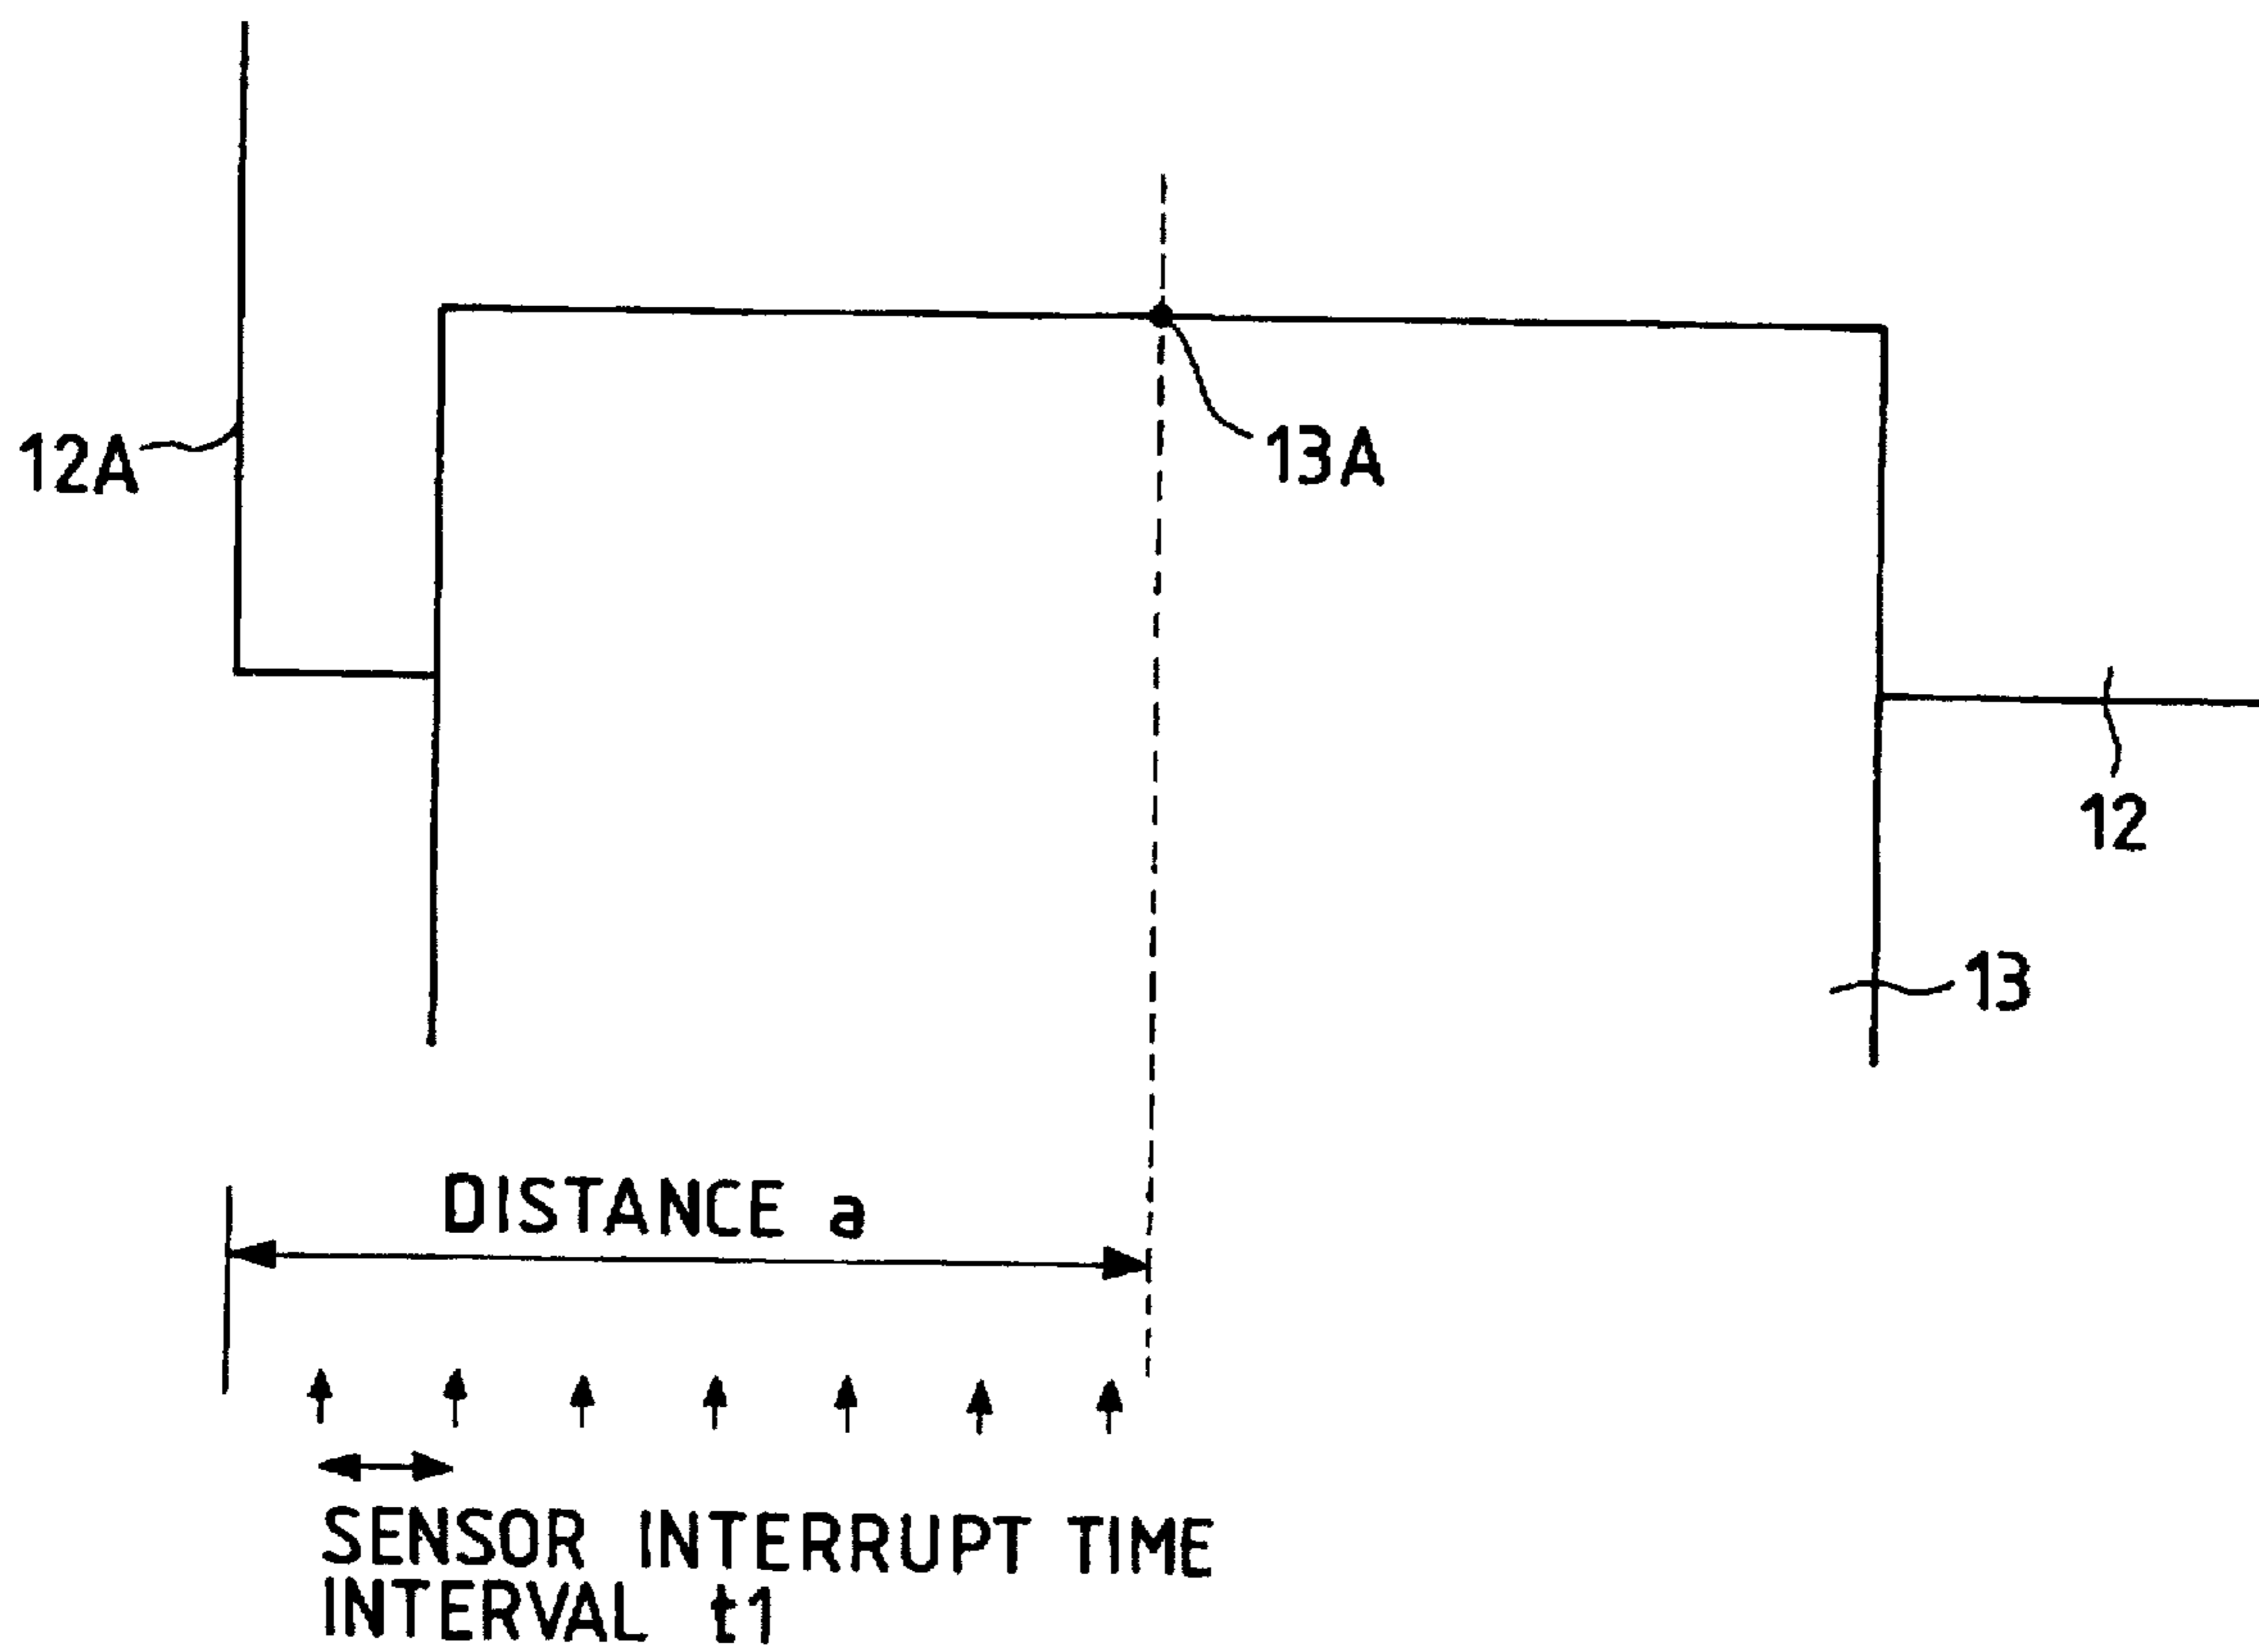 12A
13A
12
13
DISTANCE a
SENSOR INTERRUPT TIME
INTERVAL t1